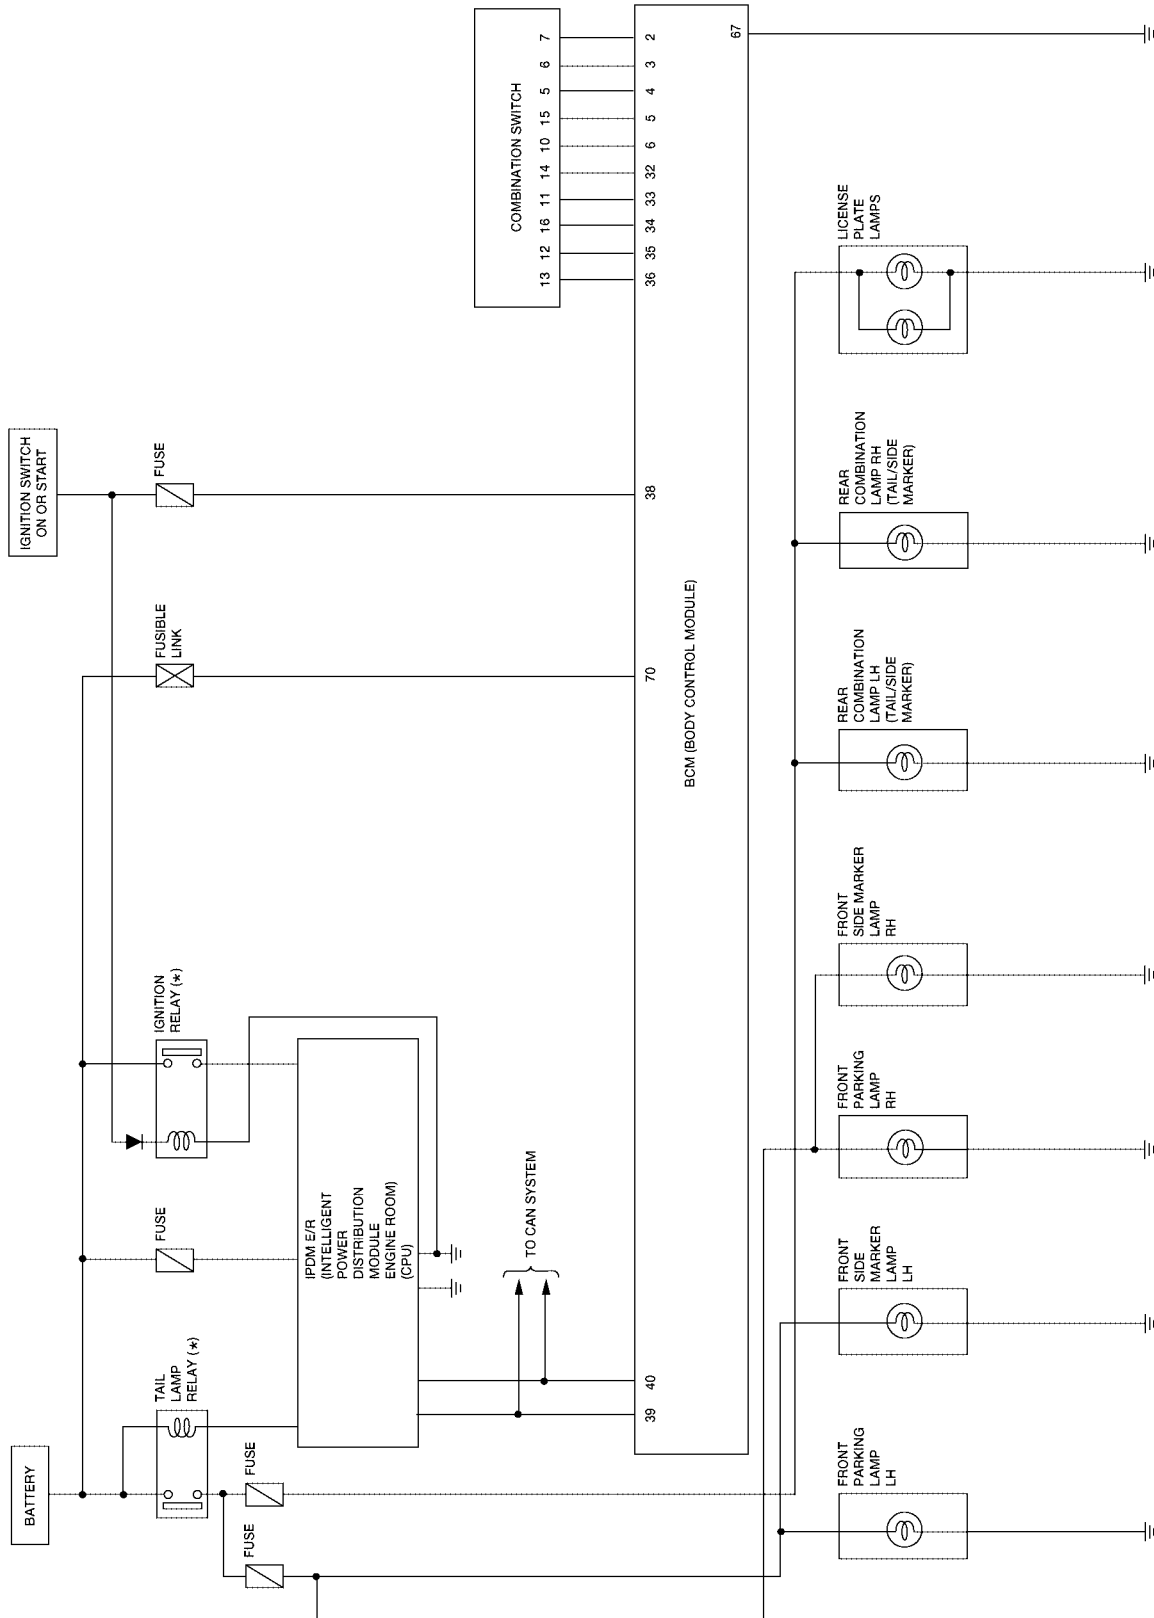 BATTERY
IGNITION SWITCH
ON OR START
TAIL
LAMP
RELAY (*)
FUSE
IGNITION
RELAY (*)
FUSIBLE
LINK
FUSE
FUSE
FUSE
COMBINATION SWITCH
13 12 16 11 14 10 15 5 6 7
IPDM E/R
(INTELLIGENT
POWER
DISTRIBUTION
MODULE
ENGINE ROOM)
(CPU)
TO CAN SYSTEM
39 40 70 38 36 35 34 33 32 6 5 4 3 2
BCM (BODY CONTROL MODULE)
67
FRONT
PARKING
LAMP
LH
FRONT
SIDE
MARKER
LAMP
LH
FRONT
PARKING
LAMP
RH
FRONT
SIDE MARKER
LAMP
RH
REAR
COMBINATION
LAMP LH
(TAIL/SIDE
MARKER)
REAR
COMBINATION
LAMP RH
(TAIL/SIDE
MARKER)
LICENSE
PLATE
LAMPS